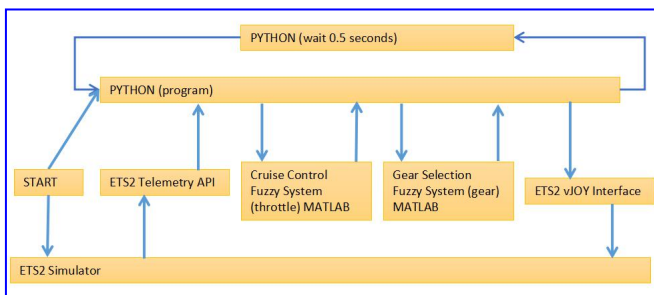 PYTHON (wait 0.5 seconds)
PYTHON (program)
START
ETS2 Telemetry API
Cruise Control
Fuzzy System
(throttle) MATLAB
Gear Selection
Fuzzy System (gear)
MATLAB
ETS2 vJOY Interface
ETS2 Simulator